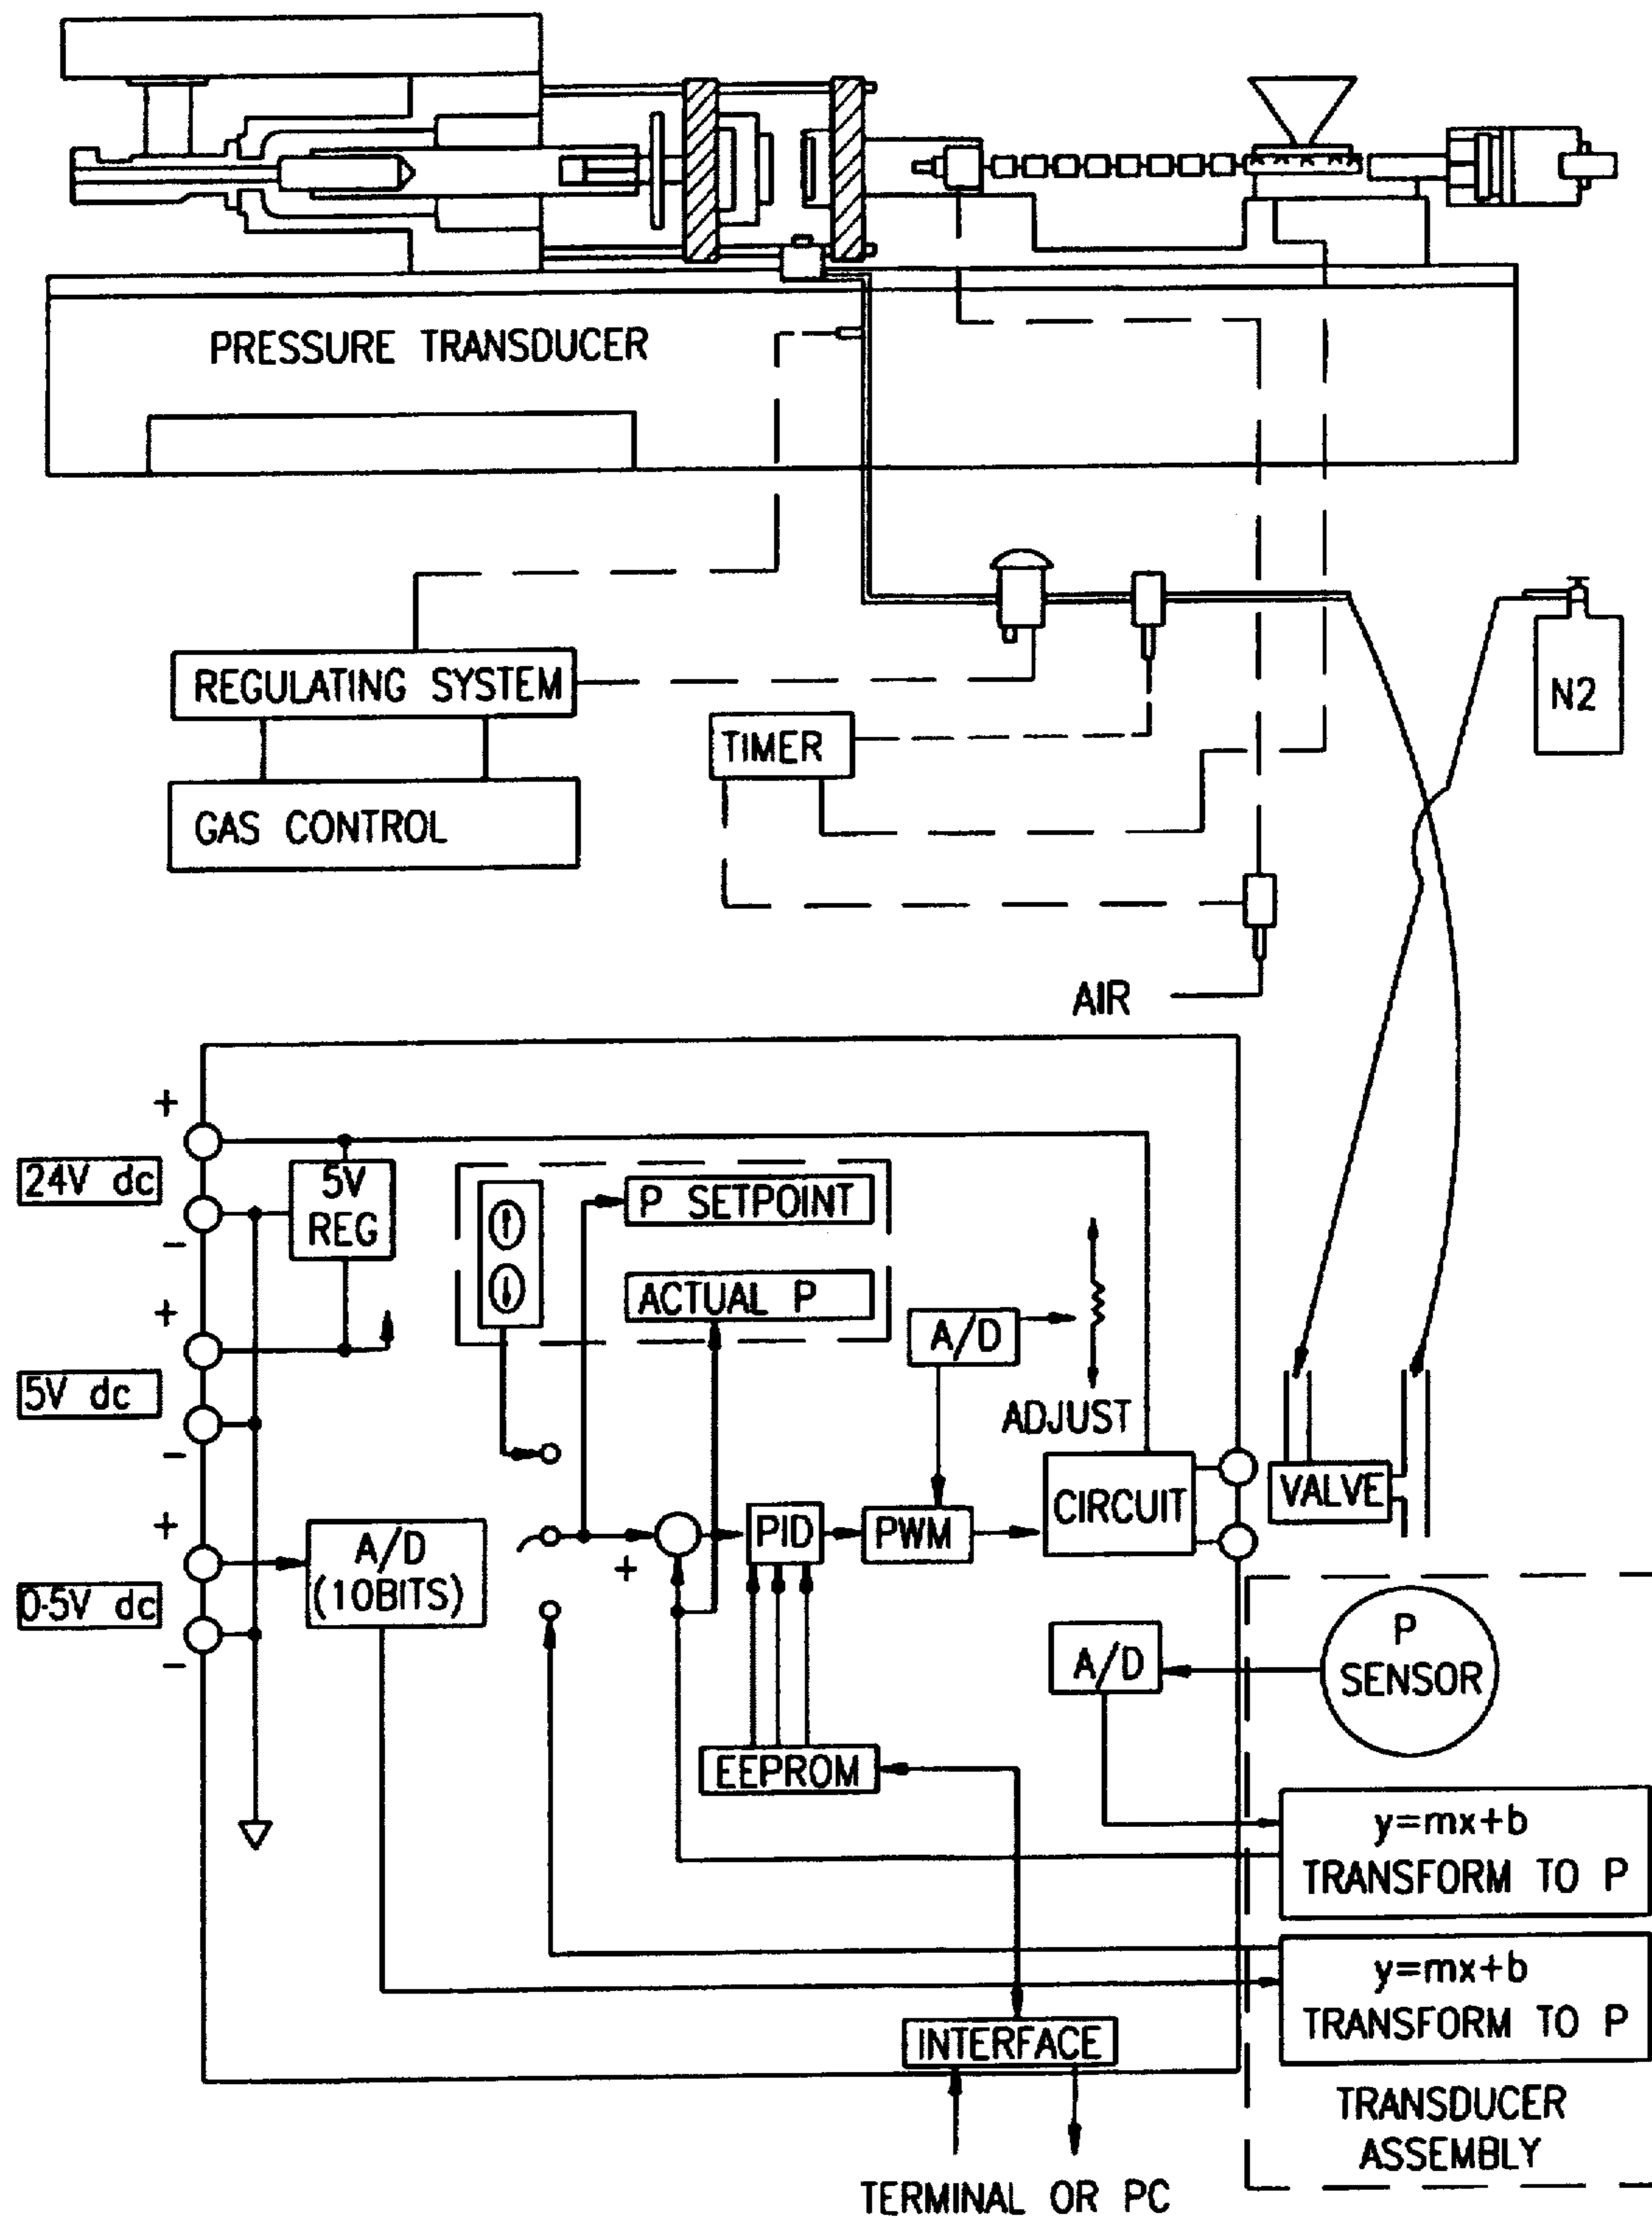 PRESSURE TRANSDUCER
REGULATING SYSTEM
N2
TIMER
GAS CONTROL
AIR
+
24V dc
-
5V
REG
P SETPOINT
+
ACTUAL P
A/D
5V dc
-
ADJUST
+
A/D
(10BITS)
+
PID
PWM
CIRCUIT
VALVE
0-5V dc
-
A/D
P
SENSOR
EEPROM
y=mx+b
TRANSFORM TO P
y=mx+b
TRANSFORM TO P
INTERFACE
TRANSDUCER
ASSEMBLY
TERMINAL OR PC